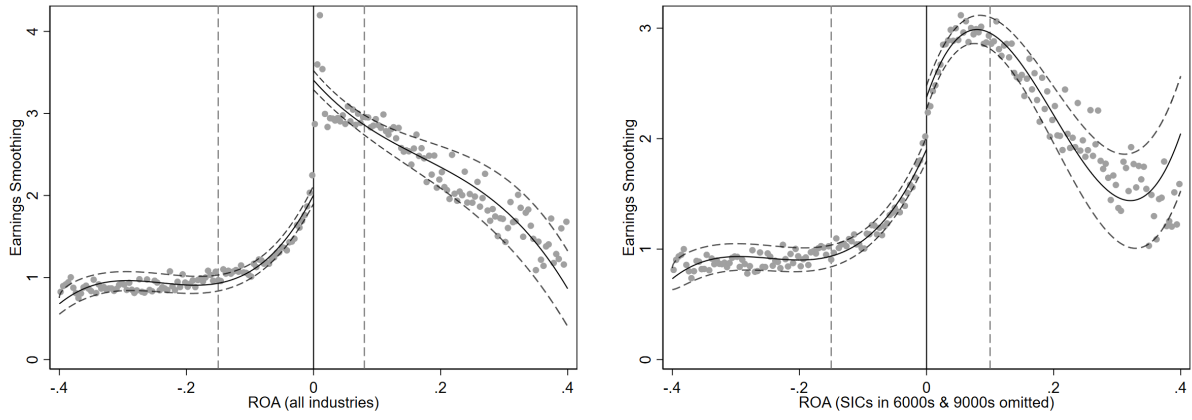 Earnings Smoothing
4
3
2
1
0
-.4 -.2 0 .2 .4
ROA (all industries)
Earnings Smoothing
3
2
1
0
-.4 -.2 0 .2 .4
ROA (SICs in 6000s & 9000s omitted)